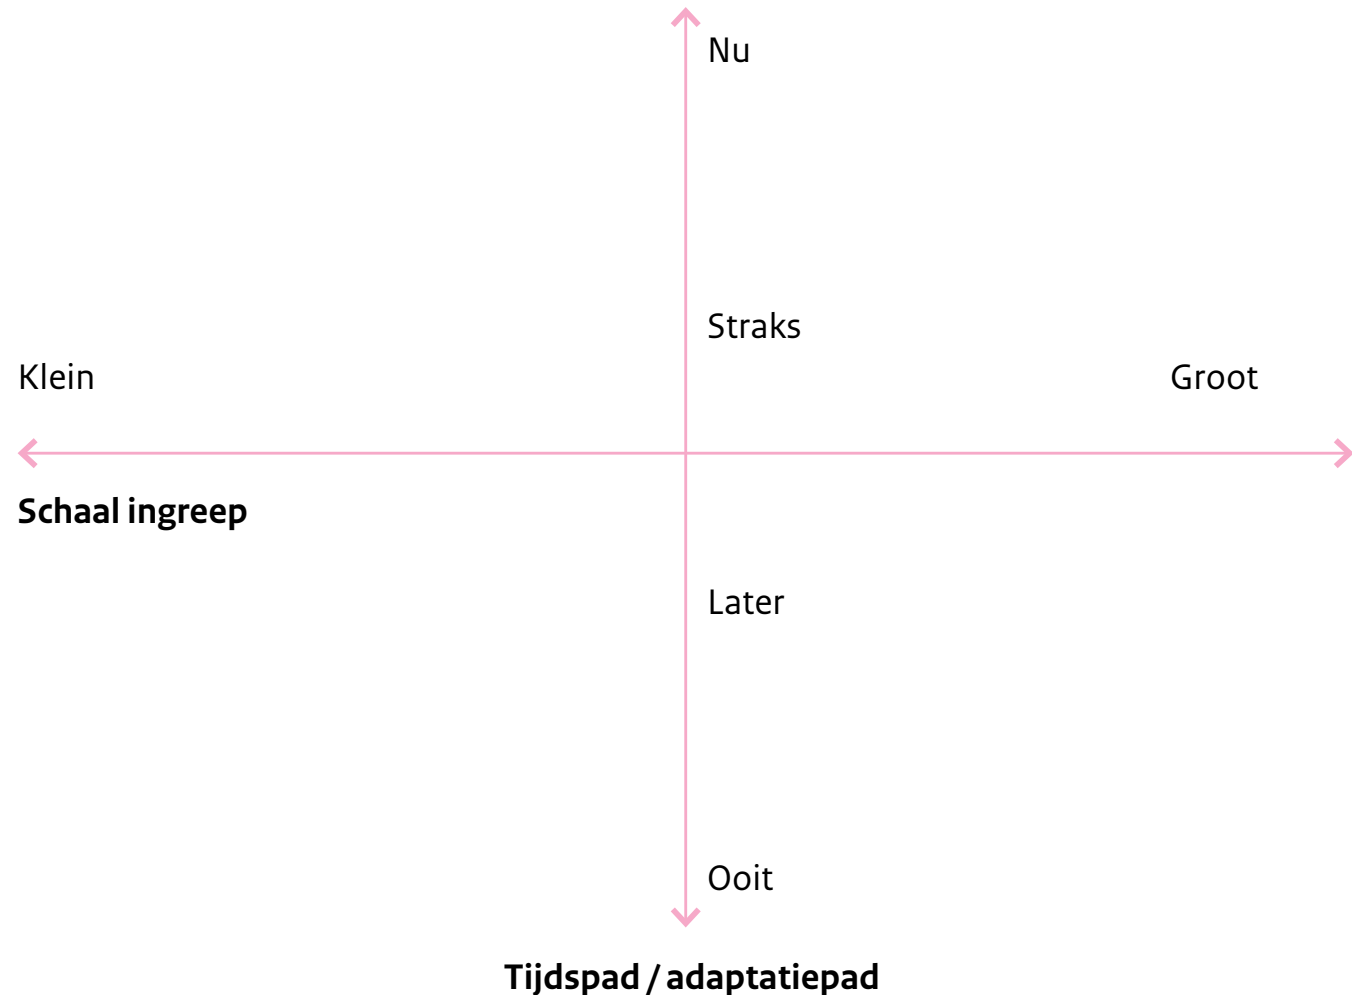 Nu
Straks
Klein
Groot
Schaal ingreep
Later
Ooit
Tijdspad / adaptatiepad